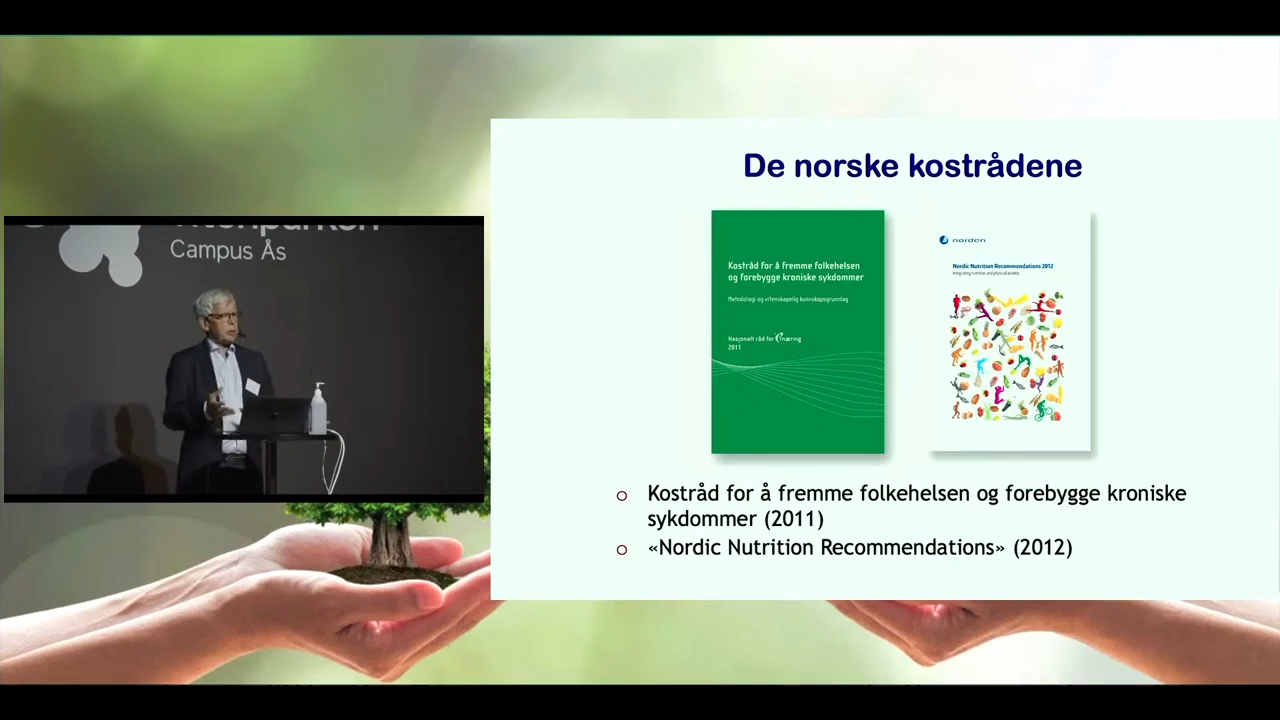 Campus Ås
De norske kostrådene
Kostråd for å fremme folkehelsen
og forebygge kroniske sykdommer
Metodologi og vitenskapelig kunnskapsgrunnlag
Nasjonalt råd for ernæring
2011
norden
Nordic Nutrition Recommendations 2012
Integrating nutrition and physical activity
o Kostråd for å fremme folkehelsen og forebygge kroniske
sykdommer (2011)
o «Nordic Nutrition Recommendations» (2012)